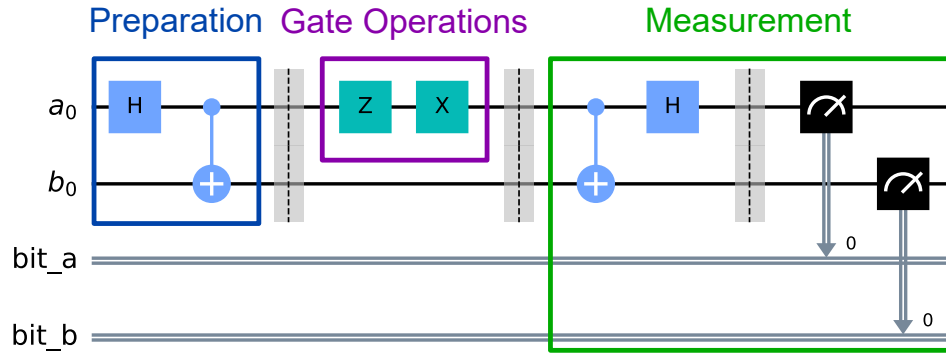 Preparation Gate Operations Measurement
a₀ H Z X H
b₀
bit_a 0
bit_b 0